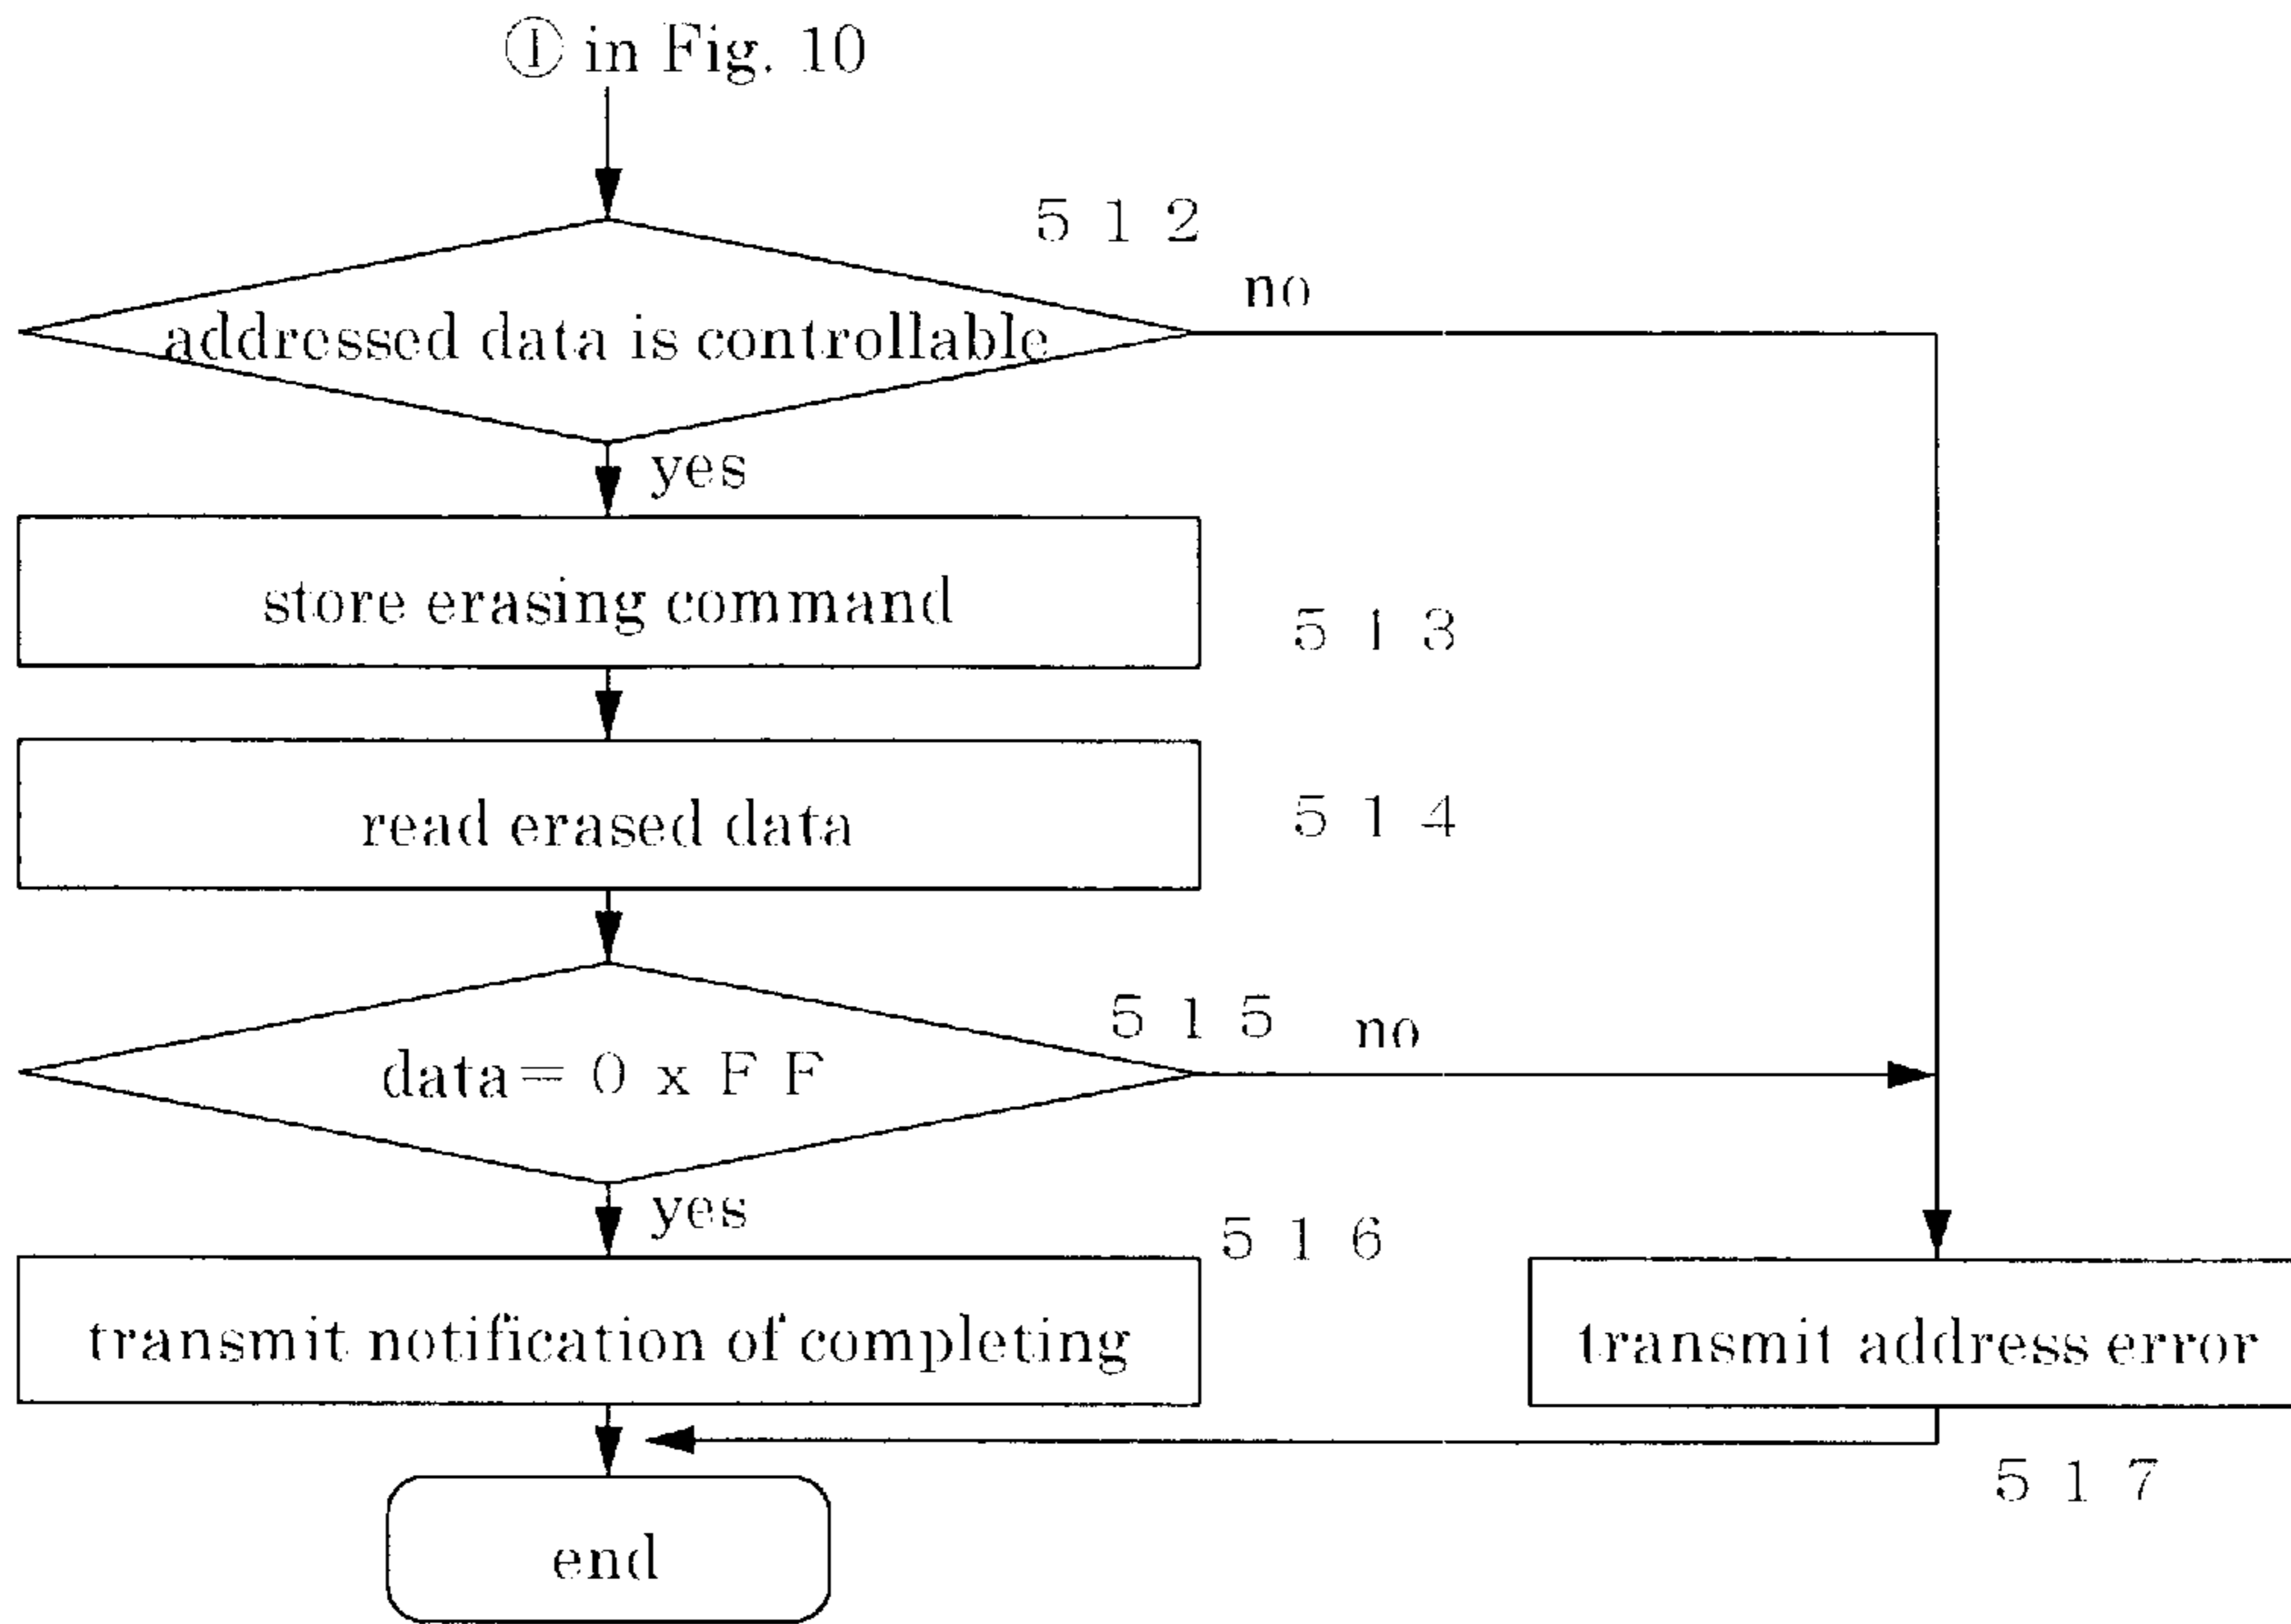 ① in Fig. 10
5 1 2
no
addressed data is controllable
yes
store erasing command
5 1 3
read erased data
5 1 4
5 1 5
no
data= 0 x F F
yes
5 1 6
transmit notification of completing
transmit address error
5 1 7
end